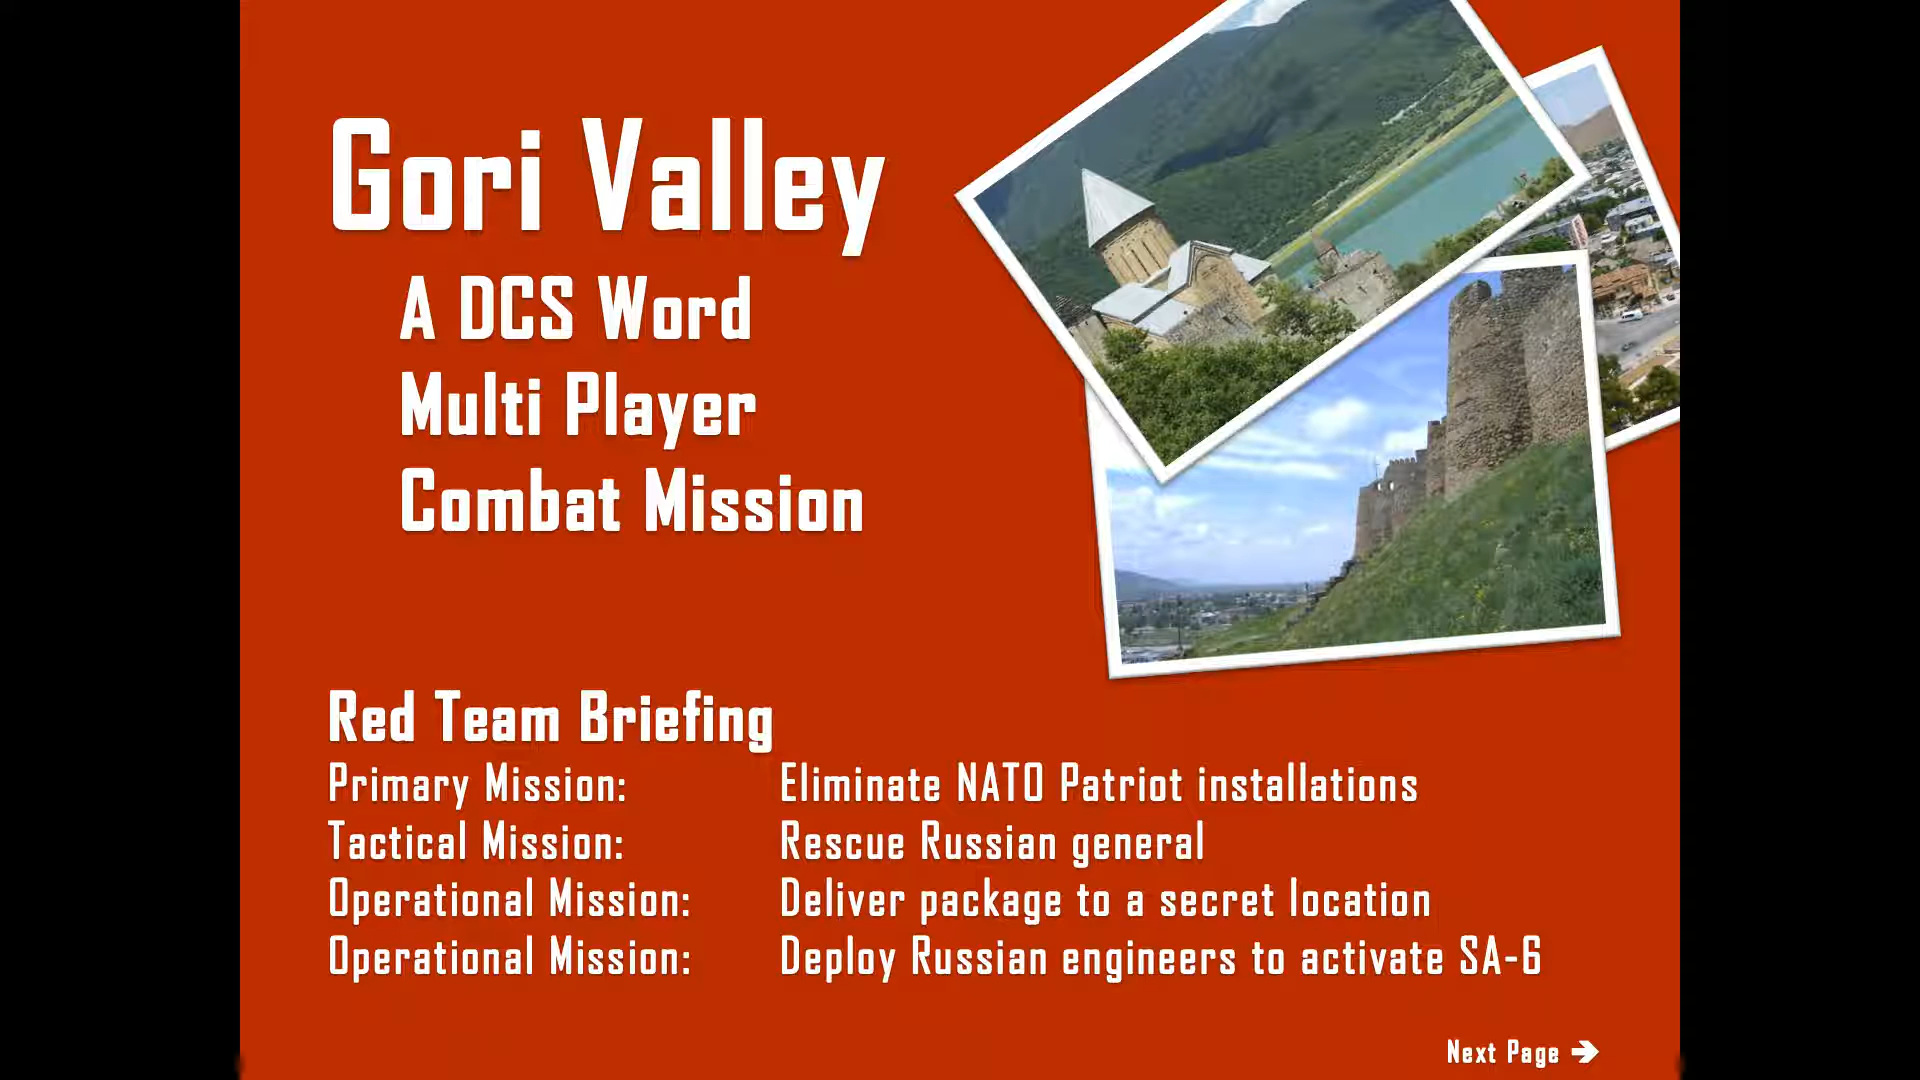 Gori Valley
A DCS Word
Multi Player
Combat Mission
Red Team Briefing
Primary Mission: Eliminate NATO Patriot installations
Tactical Mission: Rescue Russian general
Operational Mission: Deliver package to a secret location
Operational Mission: Deploy Russian engineers to activate SA-6
Next Page →